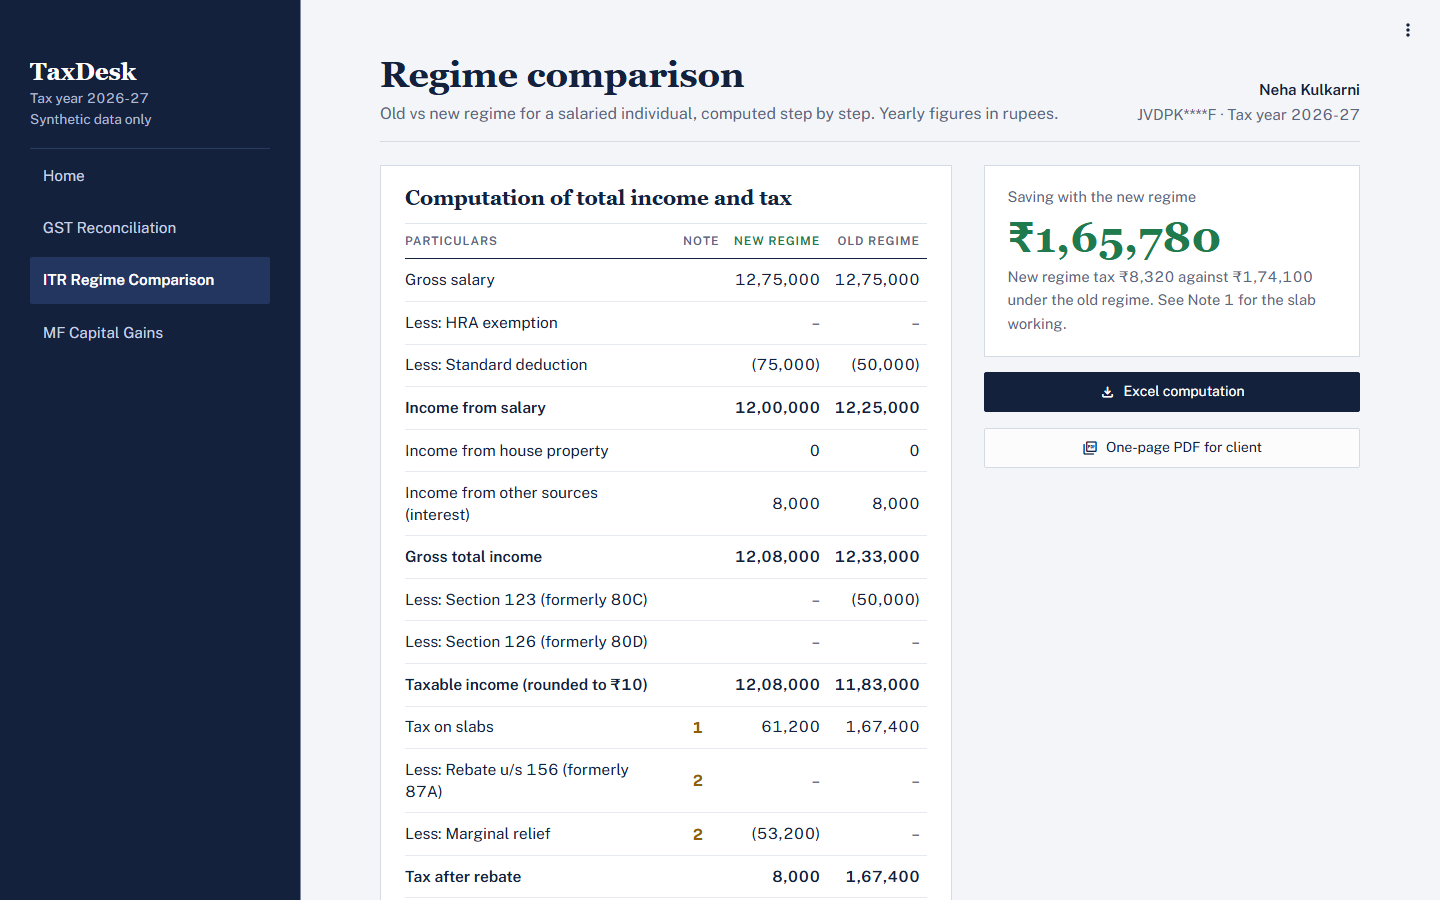 TaxDesk
Tax year 2026-27
Synthetic data only
Home
GST Reconciliation
ITR Regime Comparison
MF Capital Gains
Regime comparison
Old vs new regime for a salaried individual, computed step by step. Yearly figures in rupees.
Neha Kulkarni
JVDPK****F · Tax year 2026-27
Computation of total income and tax
PARTICULARS NOTE NEW REGIME OLD REGIME
Gross salary 12,75,000 12,75,000
Less: HRA exemption – –
Less: Standard deduction (75,000) (50,000)
Income from salary 12,00,000 12,25,000
Income from house property 0 0
Income from other sources
(interest) 8,000 8,000
Gross total income 12,08,000 12,33,000
Less: Section 123 (formerly 80C) – (50,000)
Less: Section 126 (formerly 80D) – –
Taxable income (rounded to ₹10) 12,08,000 11,83,000
Tax on slabs 1 61,200 1,67,400
Less: Rebate u/s 156 (formerly
87A) 2 – –
Less: Marginal relief 2 (53,200) –
Tax after rebate 8,000 1,67,400
Saving with the new regime
₹1,65,780
New regime tax ₹8,320 against ₹1,74,100
under the old regime. See Note 1 for the slab
working.
Excel computation
One-page PDF for client